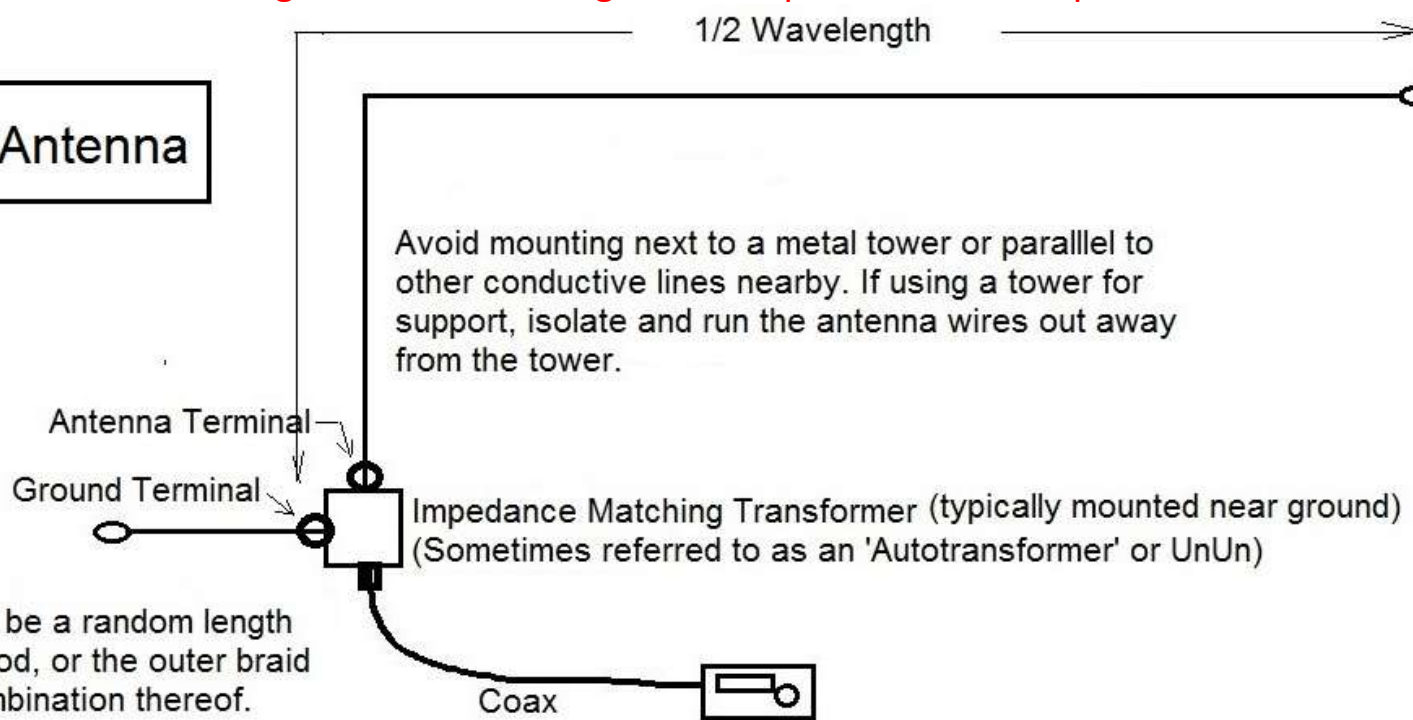 1/2 Wavelength
Antenna
Avoid mounting next to a metal tower or paralllel to
other conductive lines nearby. If using a tower for
support, isolate and run the antenna wires out away
from the tower.
Antenna Terminal
Ground Terminal
Impedance Matching Transformer (typically mounted near ground)
(Sometimes referred to as an 'Autotransformer' or UnUn)
be a random length
od, or the outer braid
mbination thereof.
Coax